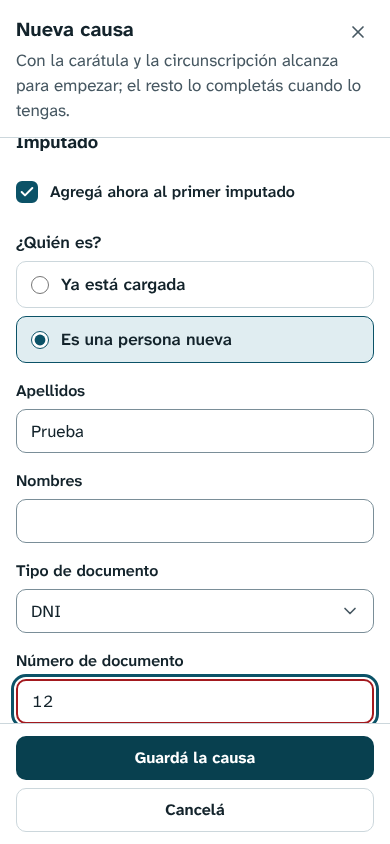 Nueva causa
Con la carátula y la circunscripción alcanza
para empezar; el resto lo completás cuando lo
tengas.
Imputado
Agregá ahora al primer imputado
¿Quién es?
Ya está cargada
Es una persona nueva
Apellidos
Prueba
Nombres
Tipo de documento
DNI
Número de documento
12
Guardá la causa
Cancelá